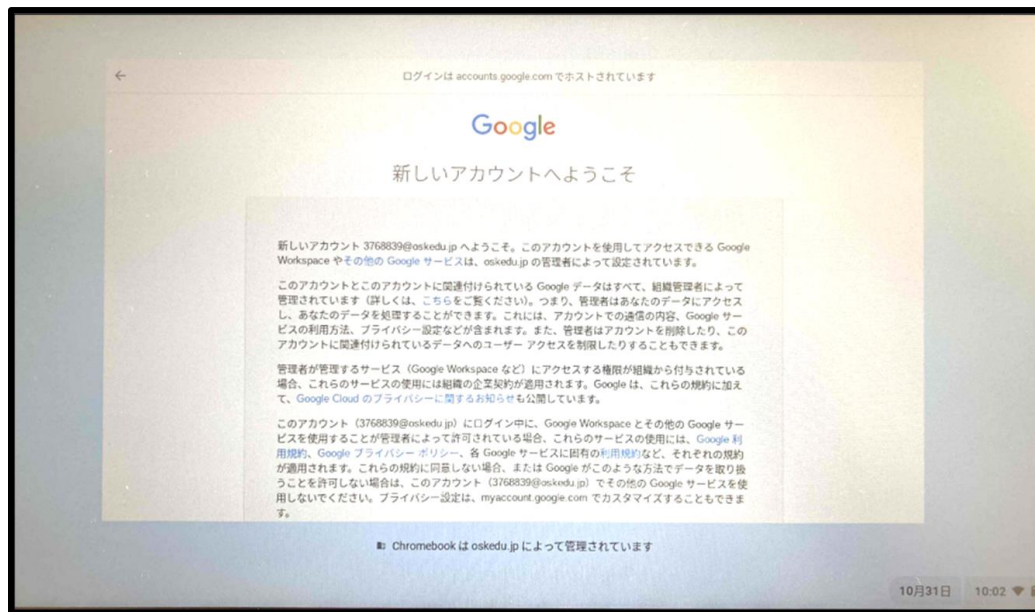 ログインは accounts.google.com でホストされています
Google
新しいアカウントへようこそ
新しいアカウント 3768839@oskedu.jp へようこそ。このアカウントを使用してアクセスできる Google
Workspace やその他の Google サービスは、oskedu.jp の管理者によって設定されています。
このアカウントとこのアカウントに関連付けられている Google データはすべて、組織管理者によって
管理されています（詳しくは、こちらをご覧ください）。つまり、管理者はあなたのデータにアクセス
し、あなたのデータを処理することができます。これには、アカウントでの通信の内容、Google サー
ビスの利用方法、プライバシー設定などが含まれます。また、管理者はアカウントを削除したり、この
アカウントに関連付けられているデータへのユーザー アクセスを制限したりすることもできます。
管理者が管理するサービス（Google Workspace など）にアクセスする権限が組織から付与されている
場合、これらのサービスの使用には組織の企業契約が適用されます。Google は、これらの規約に加え
て、Google Cloud のプライバシーに関するお知らせも公開しています。
このアカウント（3768839@oskedu.jp）にログイン中に、Google Workspace とその他の Google サー
ビスを使用することが管理者によって許可されている場合、これらのサービスの使用には、Google 利
用規約、Google プライバシー ポリシー、各 Google サービスに固有の利用規約など、それぞれの規約
が適用されます。これらの規約に同意しない場合、または Google がこのような方法でデータを取り扱
うことを許可しない場合は、このアカウント（3768839@oskedu.jp）でその他の Google サービスを使
用しないでください。プライバシー設定は、myaccount.google.com でカスタマイズすることもできま
す。
Chromebook は oskedu.jp によって管理されています
10月31日 10:02